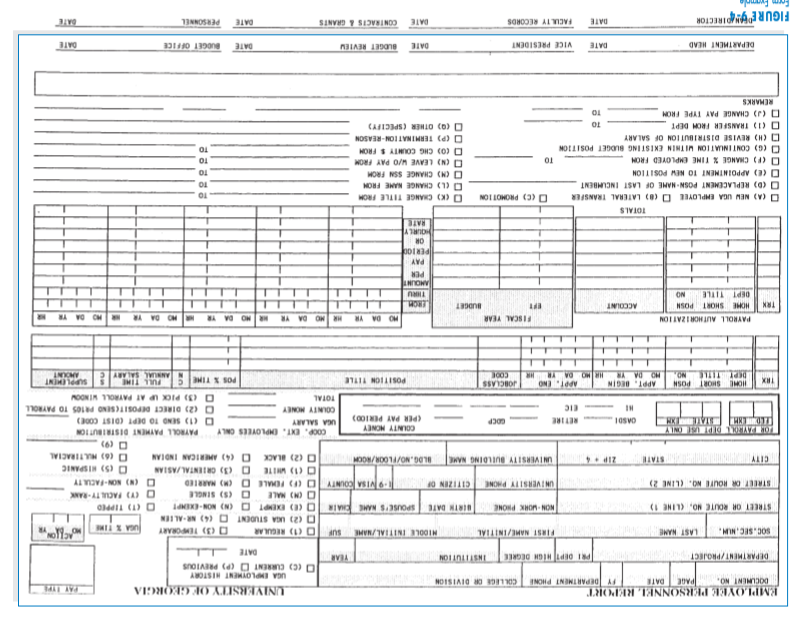 EMPLOYEE PERSONNEL REPORT UNIVERSITY OF GEORGIA PAY TYPE
DOCUMENT NO. PAGE DATE FY DEPARTMENT PHONE COLLEGE OR DIVISION
UGA EMPLOYMENT HISTORY
(C) CURRENT (P) PREVIOUS
DATE
DEPARTMENT/PROJECT PRI DEPT HIGH DEGREE INSTITUTION YEAR
SOC.SEC.NUM. LAST NAME FIRST NAME/INITIAL MIDDLE INITIAL/NAME SUF
(1) REGULAR (3) TEMPORARY
(2) UGA STUDENT (4) NR-ALIEN
UGA % TIME
ACTION
MO DA YR
STREET OR ROUTE NO. (LINE 1) NON-WORK PHONE BIRTH DATE SPOUSE'S NAME CHAIR
(E) EXEMPT (N) NON-EXEMPT (T) TIPPED
(M) MALE (S) SINGLE (Y) FACULTY-RANK
STREET OR ROUTE NO. (LINE 2) UNIVERSITY PHONE CITIZEN OF I-9 VISA COUNTY
(F) FEMALE (M) MARRIED (N) NON-FACULTY
(1) WHITE (3) ORIENTAL/ASIAN (5) HISPANIC
CITY STATE ZIP + 4 UNIVERSITY BUILDING NAME BLDG.NO/FLOOR/ROOM
(2) BLACK (4) AMERICAN INDIAN (6) MULTIRACIAL
(9)
FOR PAYROLL DEPT USE ONLY
FED EXM STATE EXM
OASDI RETIRE GDCP (PER PAY PERIOD)
HI EIC
COUNTY MONEY
COOP. EXT. EMPLOYEES ONLY
UGA SALARY
COUNTY MONEY
TOTAL
PAYROLL PAYMENT DISTRIBUTION
(1) SEND TO DEPT (DIST CODE)
(2) DIRECT DEPOSIT(SEND PR105 TO PAYROLL
(3) PICK UP AT PAYROLL WINDOW
TRX HOME DEPT SHORT TITLE POSN NO. APPT. BEGIN MO DA YR HR APPT. END MO DA YR HR JOBCLASS CODE POSITION TITLE POS % TIME C N FULL TIME ANNUAL SALARY S C SUPPLEMENT AMOUNT
PAYROLL AUTHORIZATION FISCAL YEAR MO DA YR HR MO DA YR HR MO DA YR HR MO DA YR HR MO DA YR HR
TRX HOME DEPT SHORT TITLE POSN NO ACCOUNT EFT BUDGET FROM
THRU
AMOUNT
PER
PAY
PERIOD
OR
HOURLY
RATE
TOTALS
(A) NEW UGA EMPLOYEE (B) LATERAL TRANSFER (C) PROMOTION (K) CHANGE TITLE FROM TO
(D) REPLACEMENT POSN-NAME OF LAST INCUMBENT (L) CHANGE NAME FROM TO
(E) APPOINTMENT TO NEW POSITION (M) CHANGE SSN FROM TO
(F) CHANGE % TIME EMPLOYED FROM TO (N) LEAVE W/O PAY FROM TO
(G) CONTINUATION WITHIN EXISTING BUDGET POSITION (O) CHG COUNTY $ FROM TO
(H) REVISE DISTRIBUTION OF SALARY (P) TERMINATION-REASON
(I) TRANSFER FROM DEPT TO (Q) OTHER (SPECIFY)
(J) CHANGE PAY TYPE FROM TO
REMARKS
DEPARTMENT HEAD DATE VICE PRESIDENT DATE BUDGET REVIEW DATE BUDGET OFFICE DATE
DEAN/DIRECTOR DATE FACULTY RECORDS DATE CONTRACTS & GRANTS DATE PERSONNEL DATE
FIGURE 9-4
Form Example